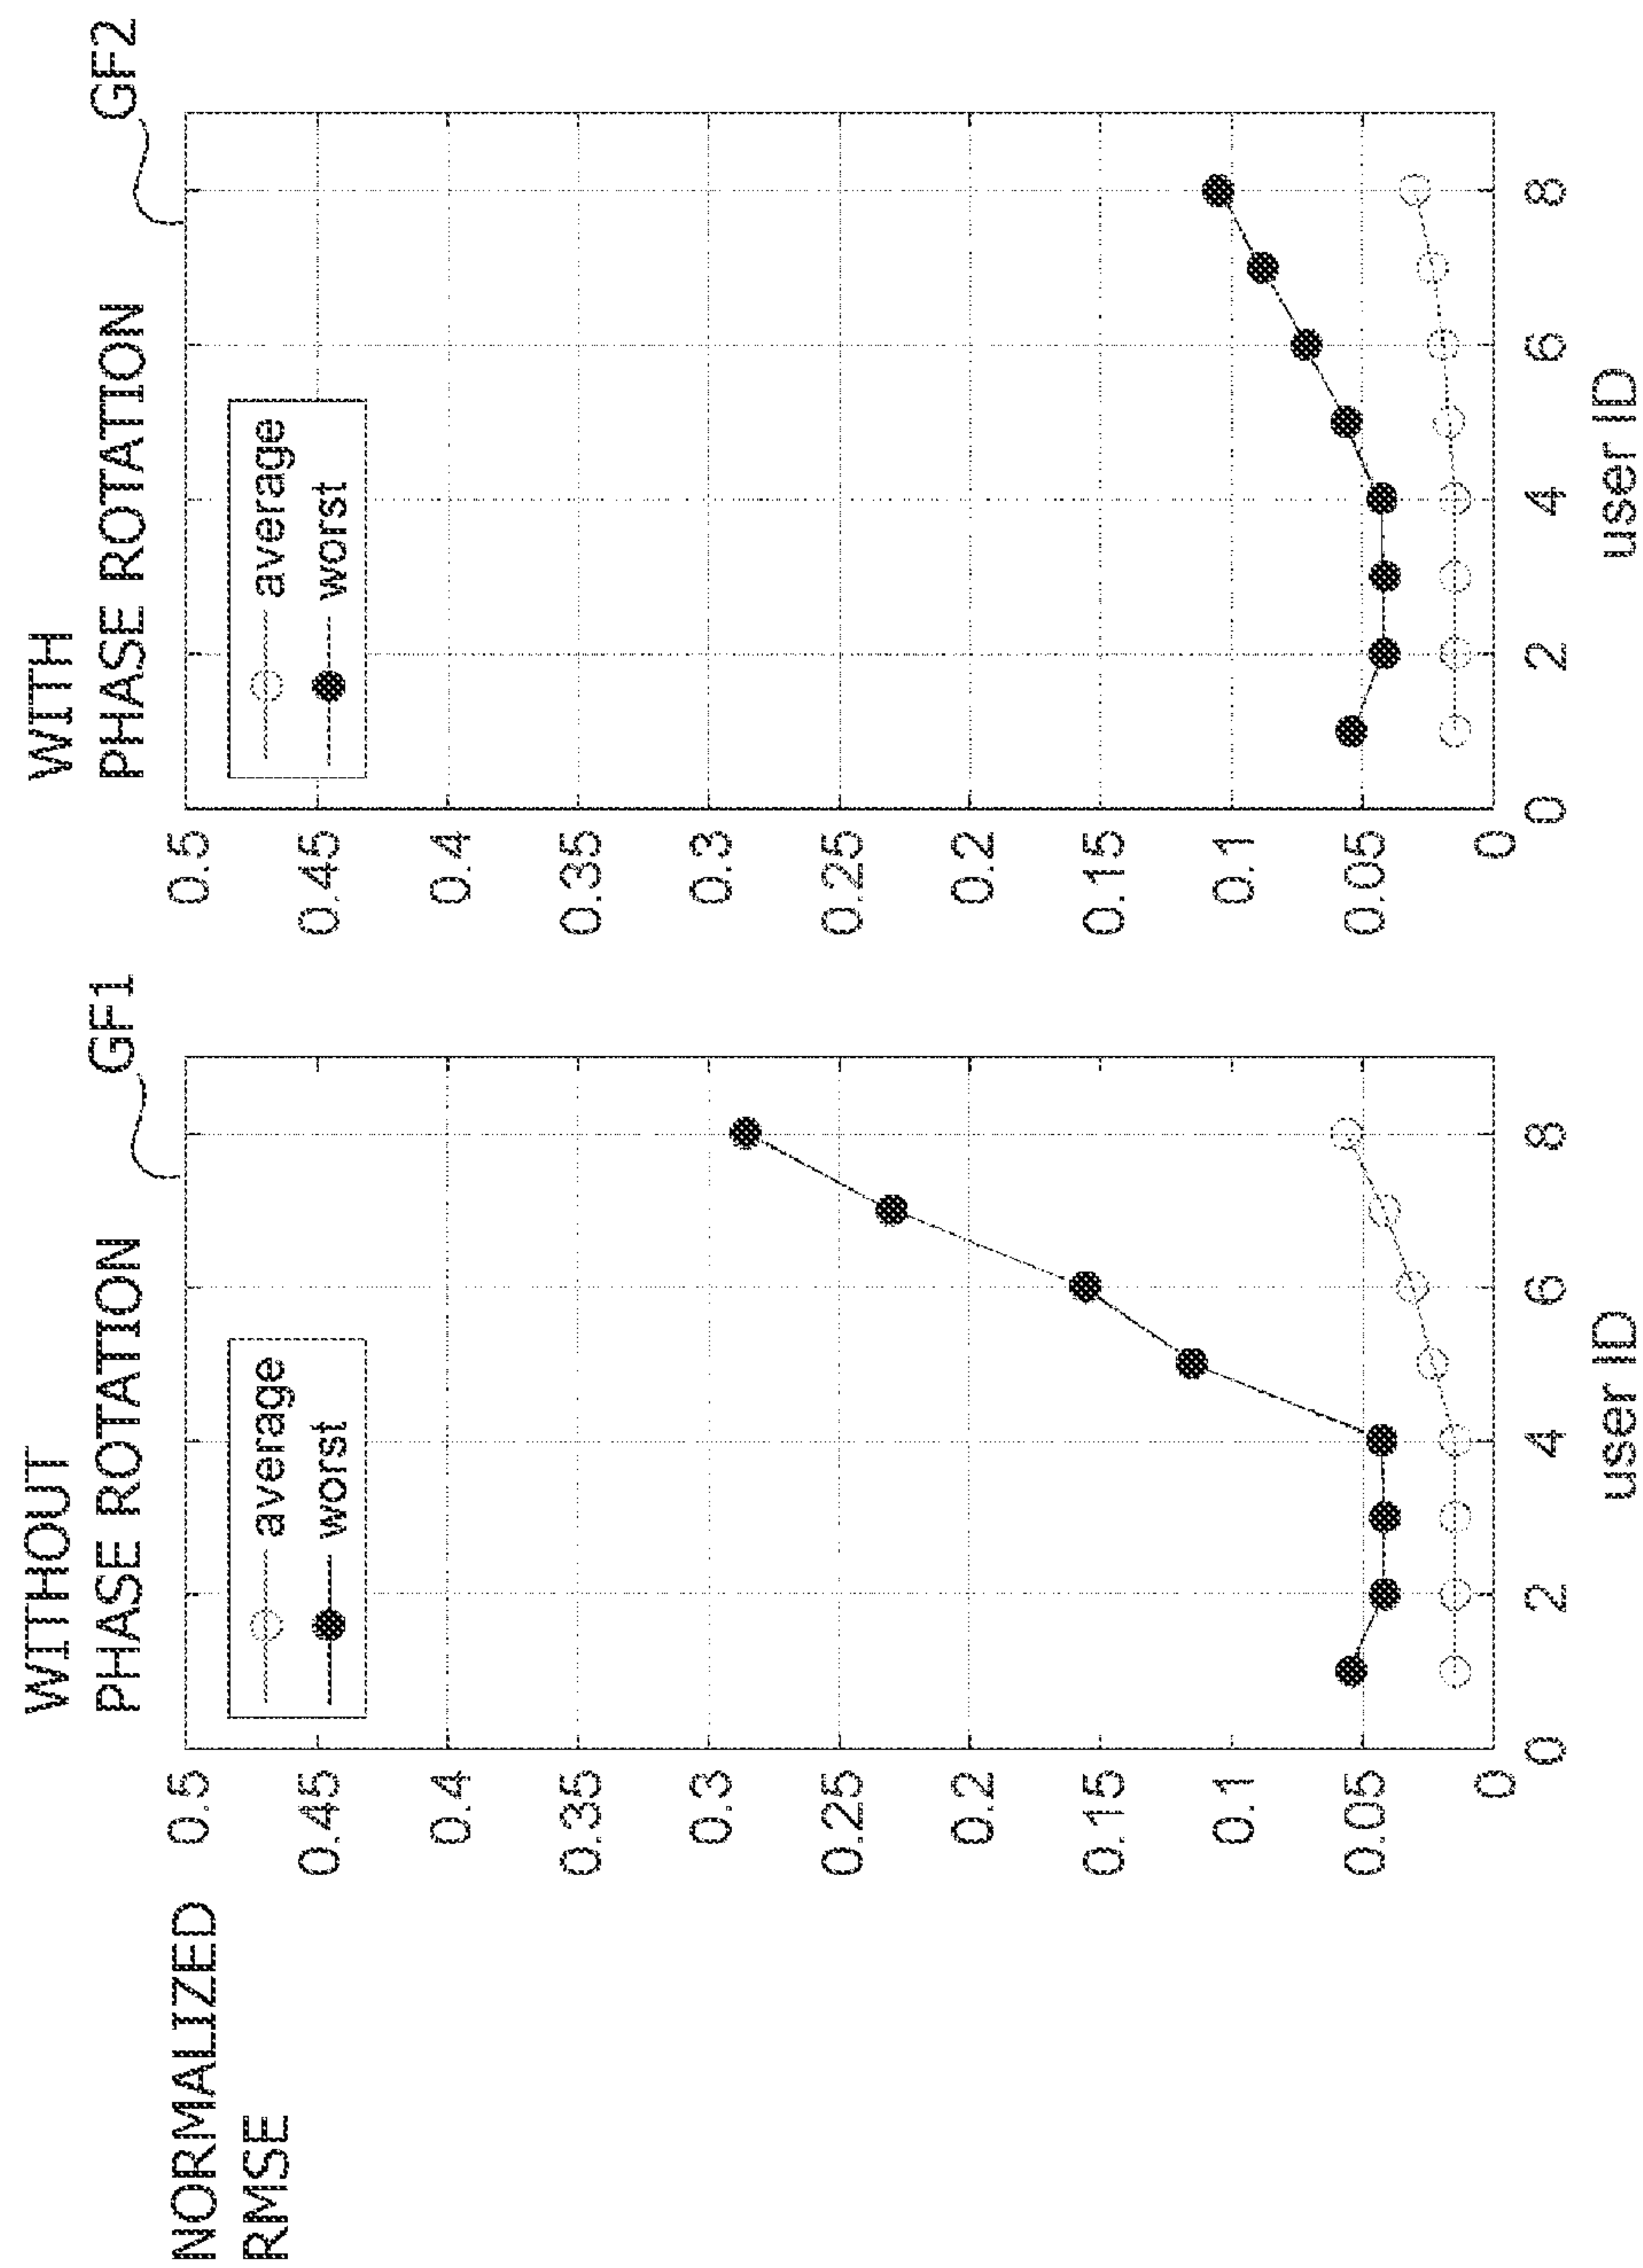 NORMALIZED
RMSE
WITHOUT
PHASE ROTATION
GF1
0.5
0.45
0.4
0.35
0.3
0.25
0.2
0.15
0.1
0.05
0
average
worst
0 2 4 6 8
user ID
WITH
PHASE ROTATION
GF2
0.5
0.45
0.4
0.35
0.3
0.25
0.2
0.15
0.1
0.05
0
average
worst
0 2 4 6 8
user ID